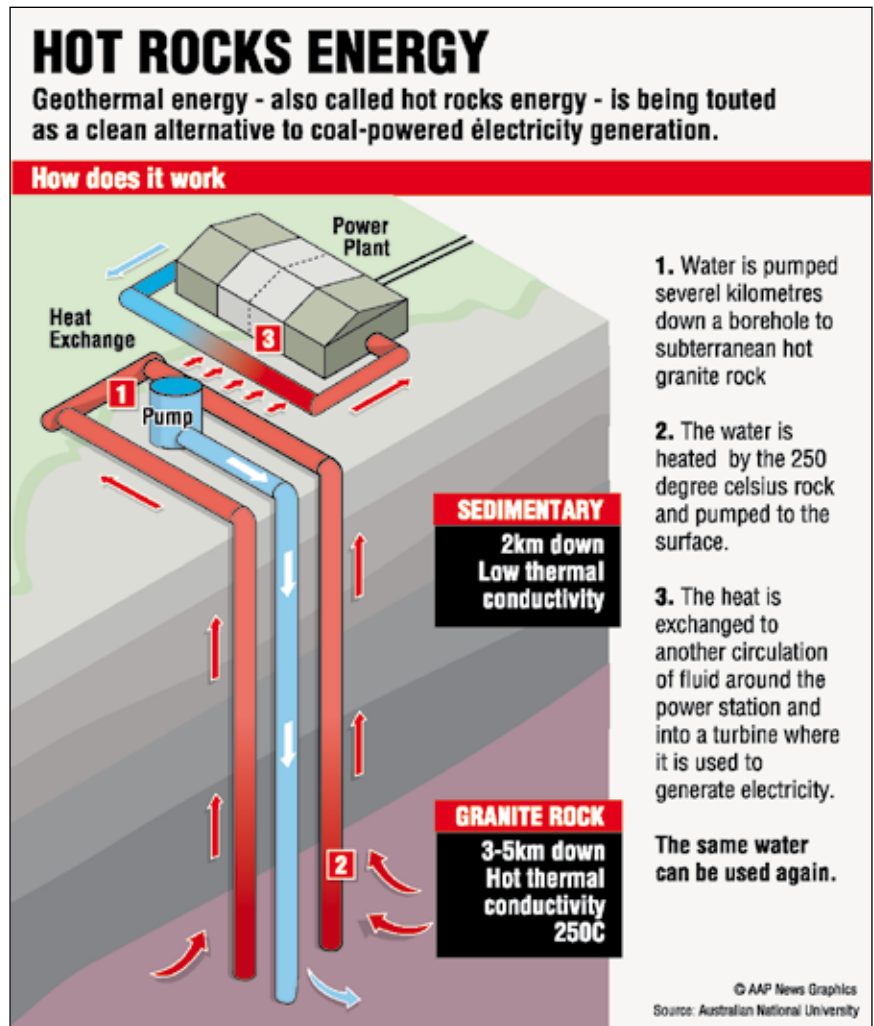 HOT ROCKS ENERGY
Geothermal energy - also called hot rocks energy - is being touted
as a clean alternative to coal-powered électricity generation.
How does it work
Power
Plant
Heat
Exchange
3
1
Pump
2
SEDIMENTARY
2km down
Low thermal
conductivity
GRANITE ROCK
3-5km down
Hot thermal
conductivity
250C
1. Water is pumped
severel kilometres
down a borehole to
subterranean hot
granite rock
2. The water is
heated by the 250
degree celsius rock
and pumped to the
surface.
3. The heat is
exchanged to
another circulation
of fluid around the
power station and
into a turbine where
it is used to
generate electricity.
The same water
can be used again.
© AAP News Graphics
Source: Australian National University